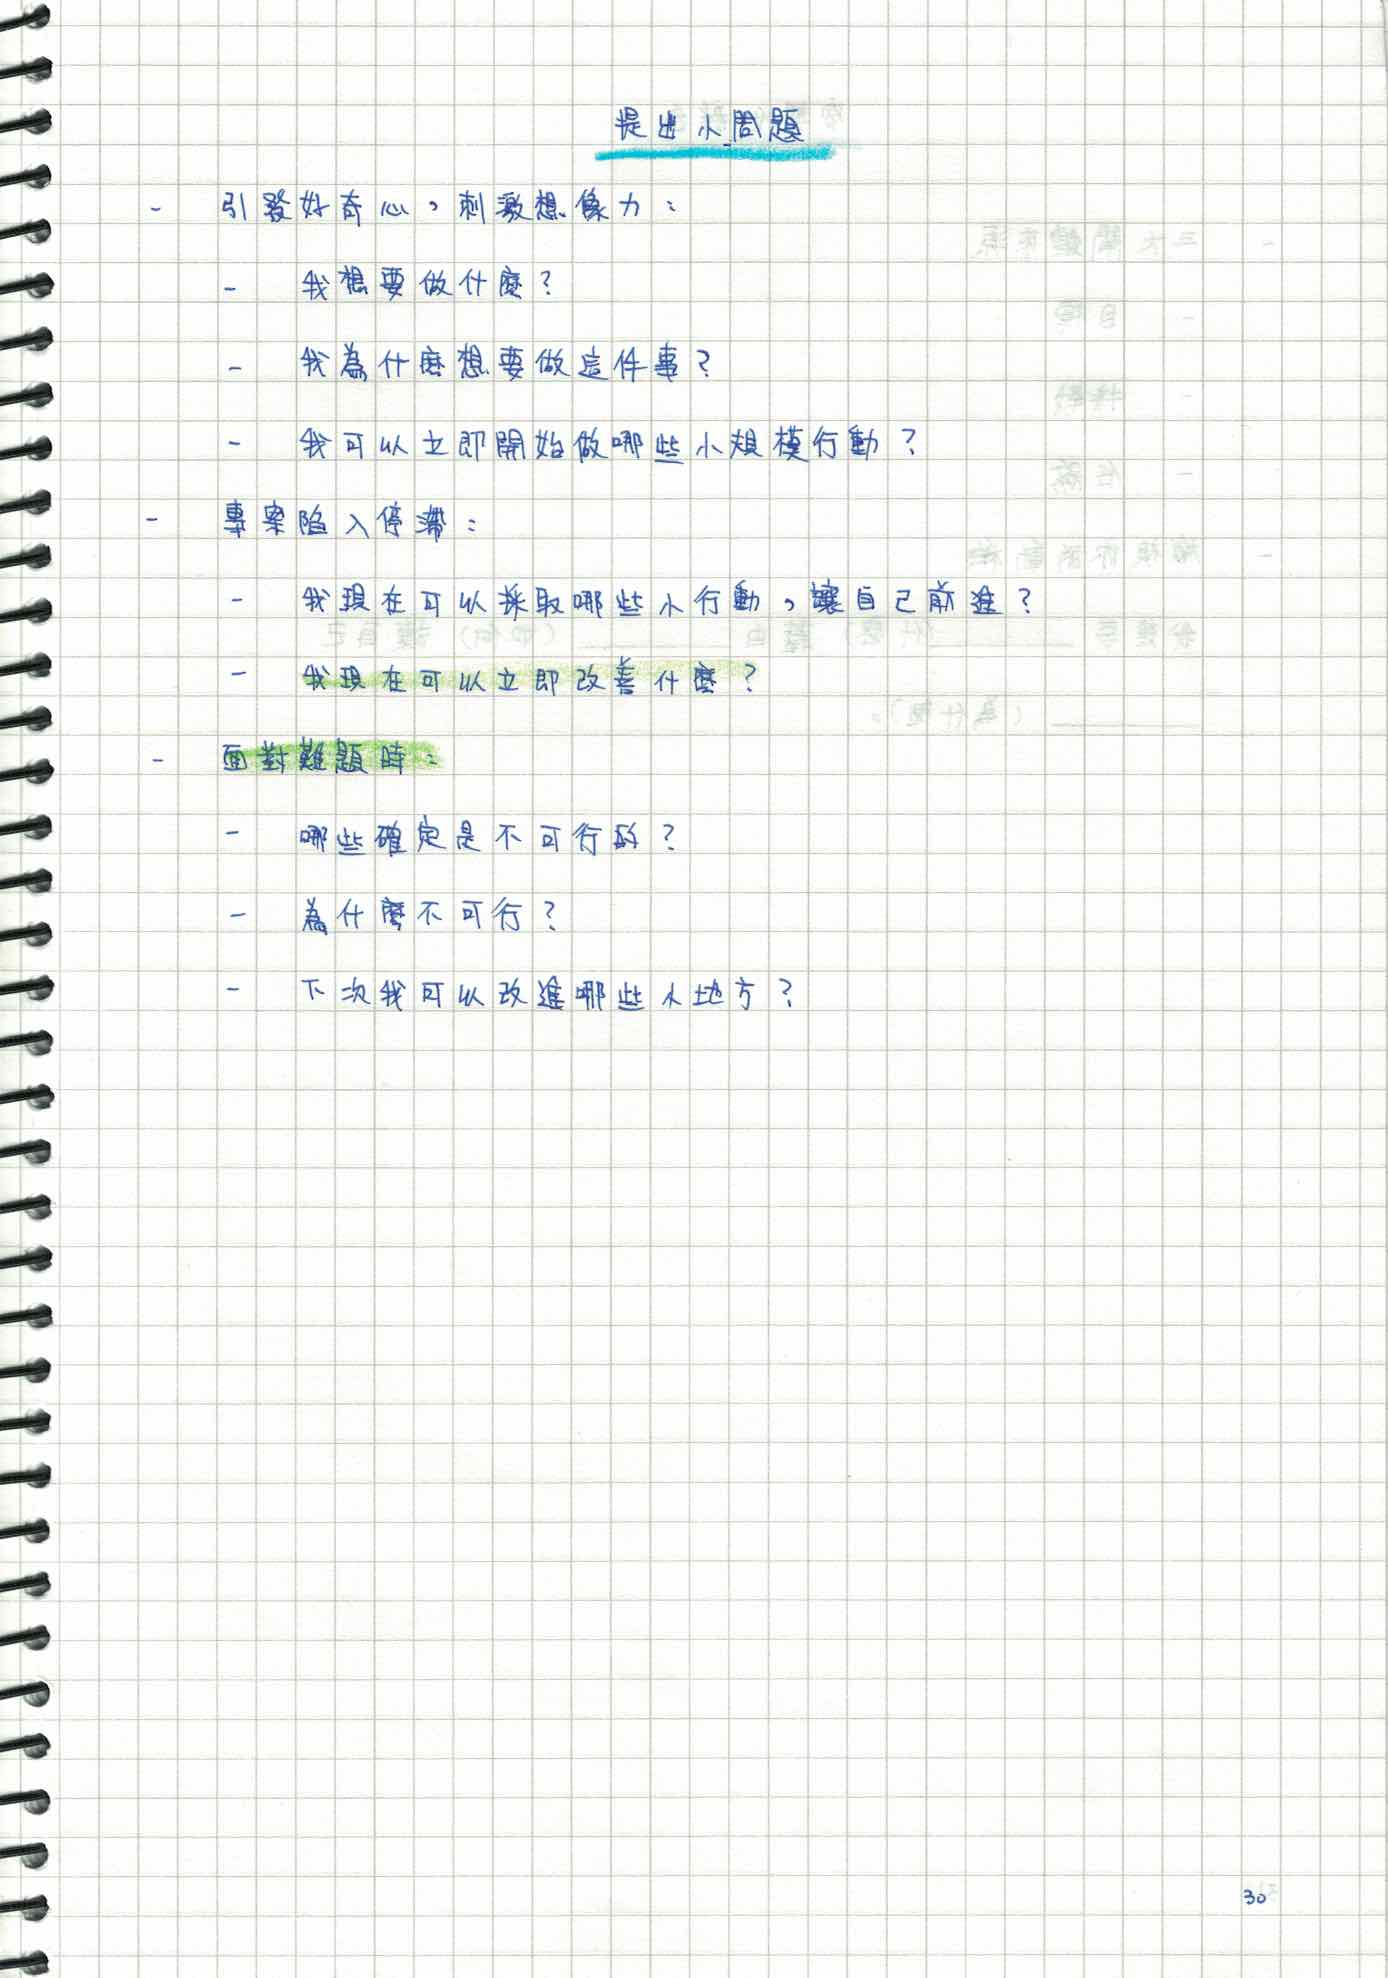 提出小問題
- 引發好奇心，刺激想像力：
- 我想要做什麼？
- 我為什麼想要做這件事？
- 我可以立即開始做哪些小規模行動？
- 專案陷入停滯：
- 我現在可以採取哪些小行動，讓自己前進？
- 我現在可以立即改善什麼？
- 面對難題時：
- 哪些確定是不可行的？
- 為什麼不可行？
- 下次我可以改進哪些小地方？
30